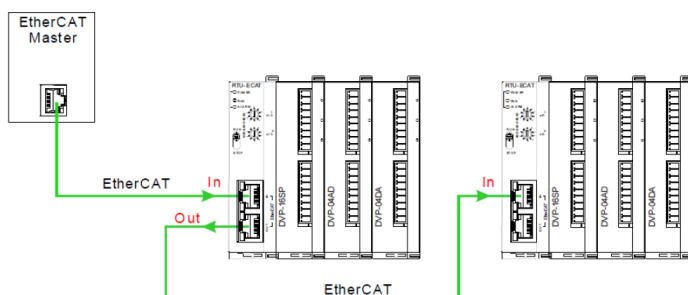 EtherCAT
Master
RTU-ECAT
RTU-ECAT
EtherCAT
In
Out
In
DVP-16SP
DVP-04AD
DVP-04DA
DVP-16SP
DVP-04AD
DVP-04DA
EtherCAT